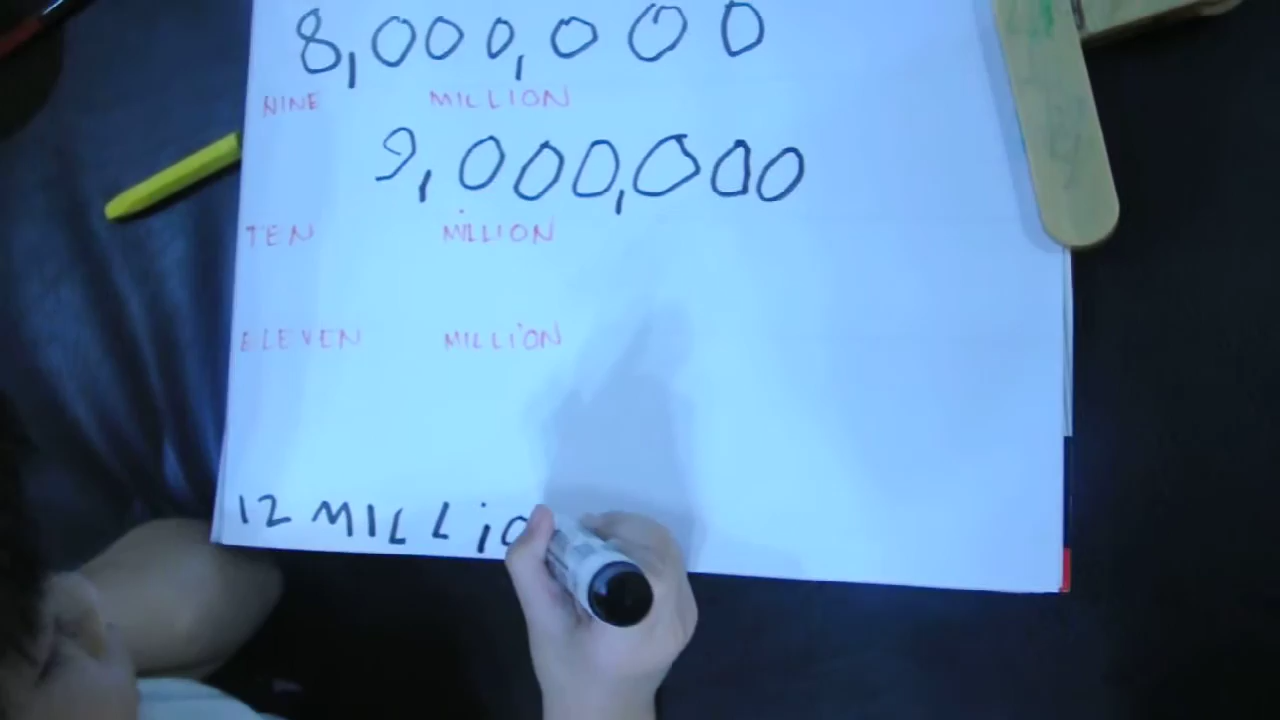 8,000,000
NINE MILLION
9,000,000
TEN MILLION
ELEVEN MILLION
12 MILLiO